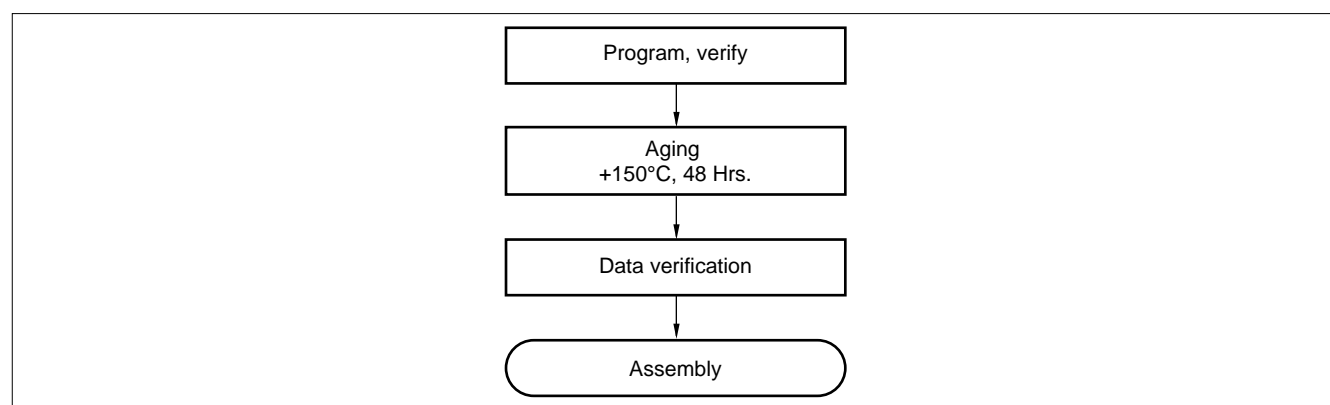 Program, verify
Aging
+150°C, 48 Hrs.
Data verification
Assembly